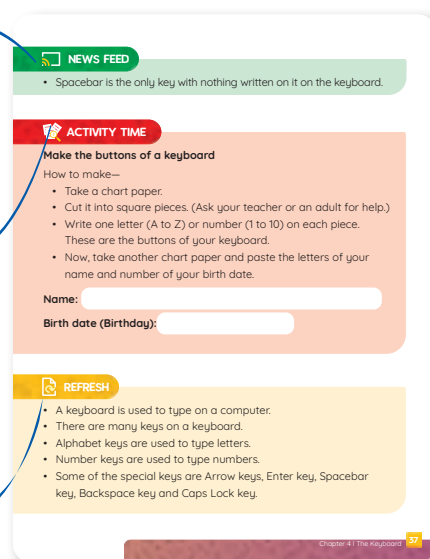 NEWS FEED
• Spacebar is the only key with nothing written on it on the keyboard.
ACTIVITY TIME
Make the buttons of a keyboard
How to make—
• Take a chart paper.
• Cut it into square pieces. (Ask your teacher or an adult for help.)
• Write one letter (A to Z) or number (1 to 10) on each piece.
These are the buttons of your keyboard.
• Now, take another chart paper and paste the letters of your
name and number of your birth date.
Name:
Birth date (Birthday):
REFRESH
• A keyboard is used to type on a computer.
• There are many keys on a keyboard.
• Alphabet keys are used to type letters.
• Number keys are used to type numbers.
• Some of the special keys are Arrow keys, Enter key, Spacebar
key, Backspace key and Caps Lock key.
Chapter 4 | The Keyboard 37